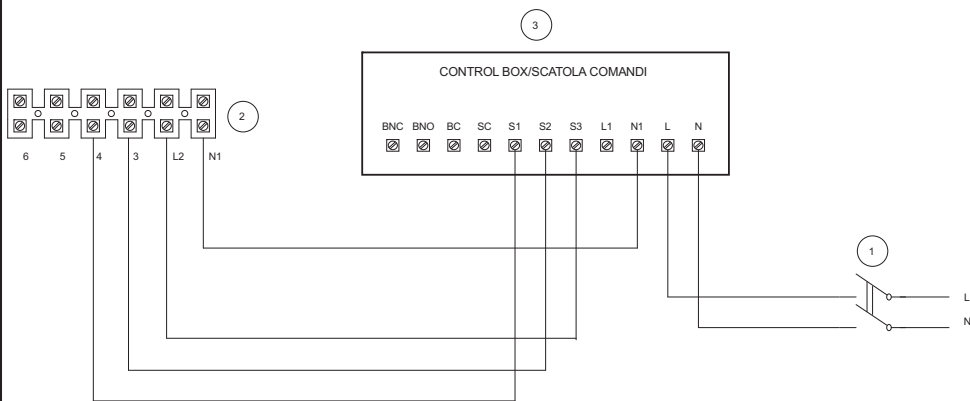 3
CONTROL BOX/SCATOLA COMANDI
2
BNC BNO BC SC S1 S2 S3 L1 N1 L N
6 5 4 3 L2 N1
1
L
N